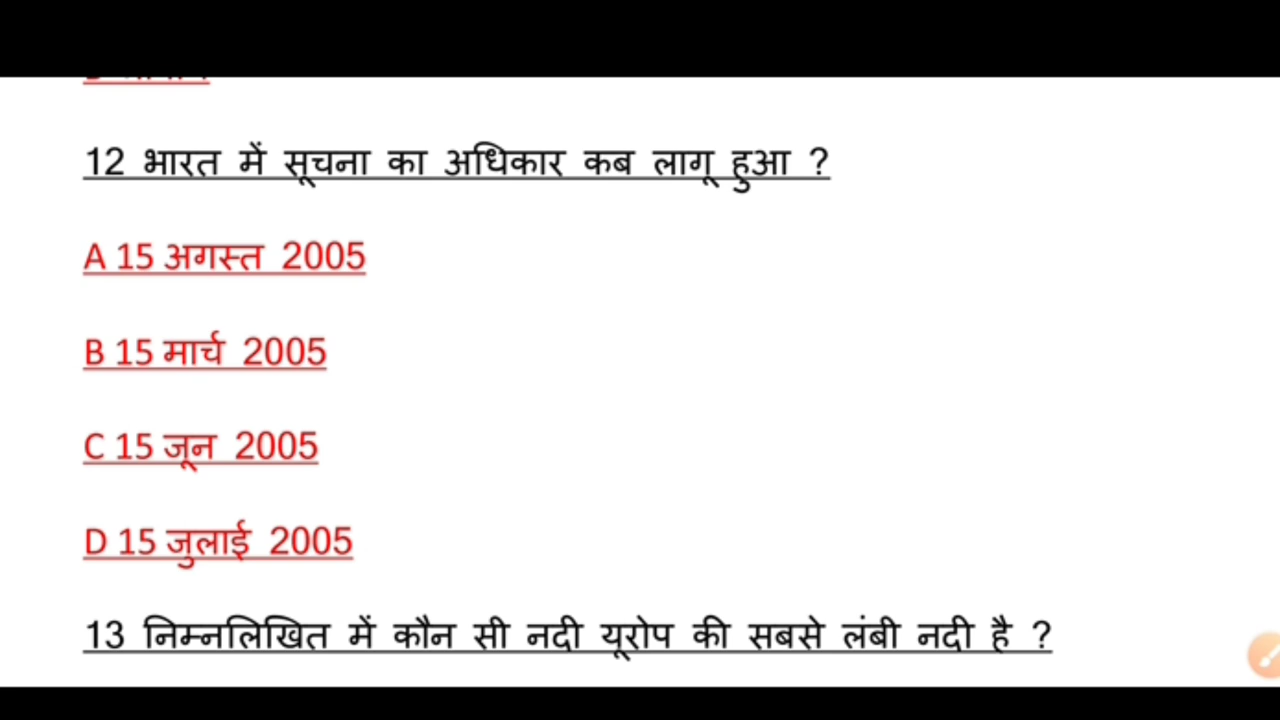 12 भारत में सूचना का अधिकार कब लागू हुआ ?
A 15 अगस्त 2005
B 15 मार्च 2005
C 15 जून 2005
D 15 जुलाई 2005
13 निम्नलिखित में कौन सी नदी यूरोप की सबसे लंबी नदी है ?